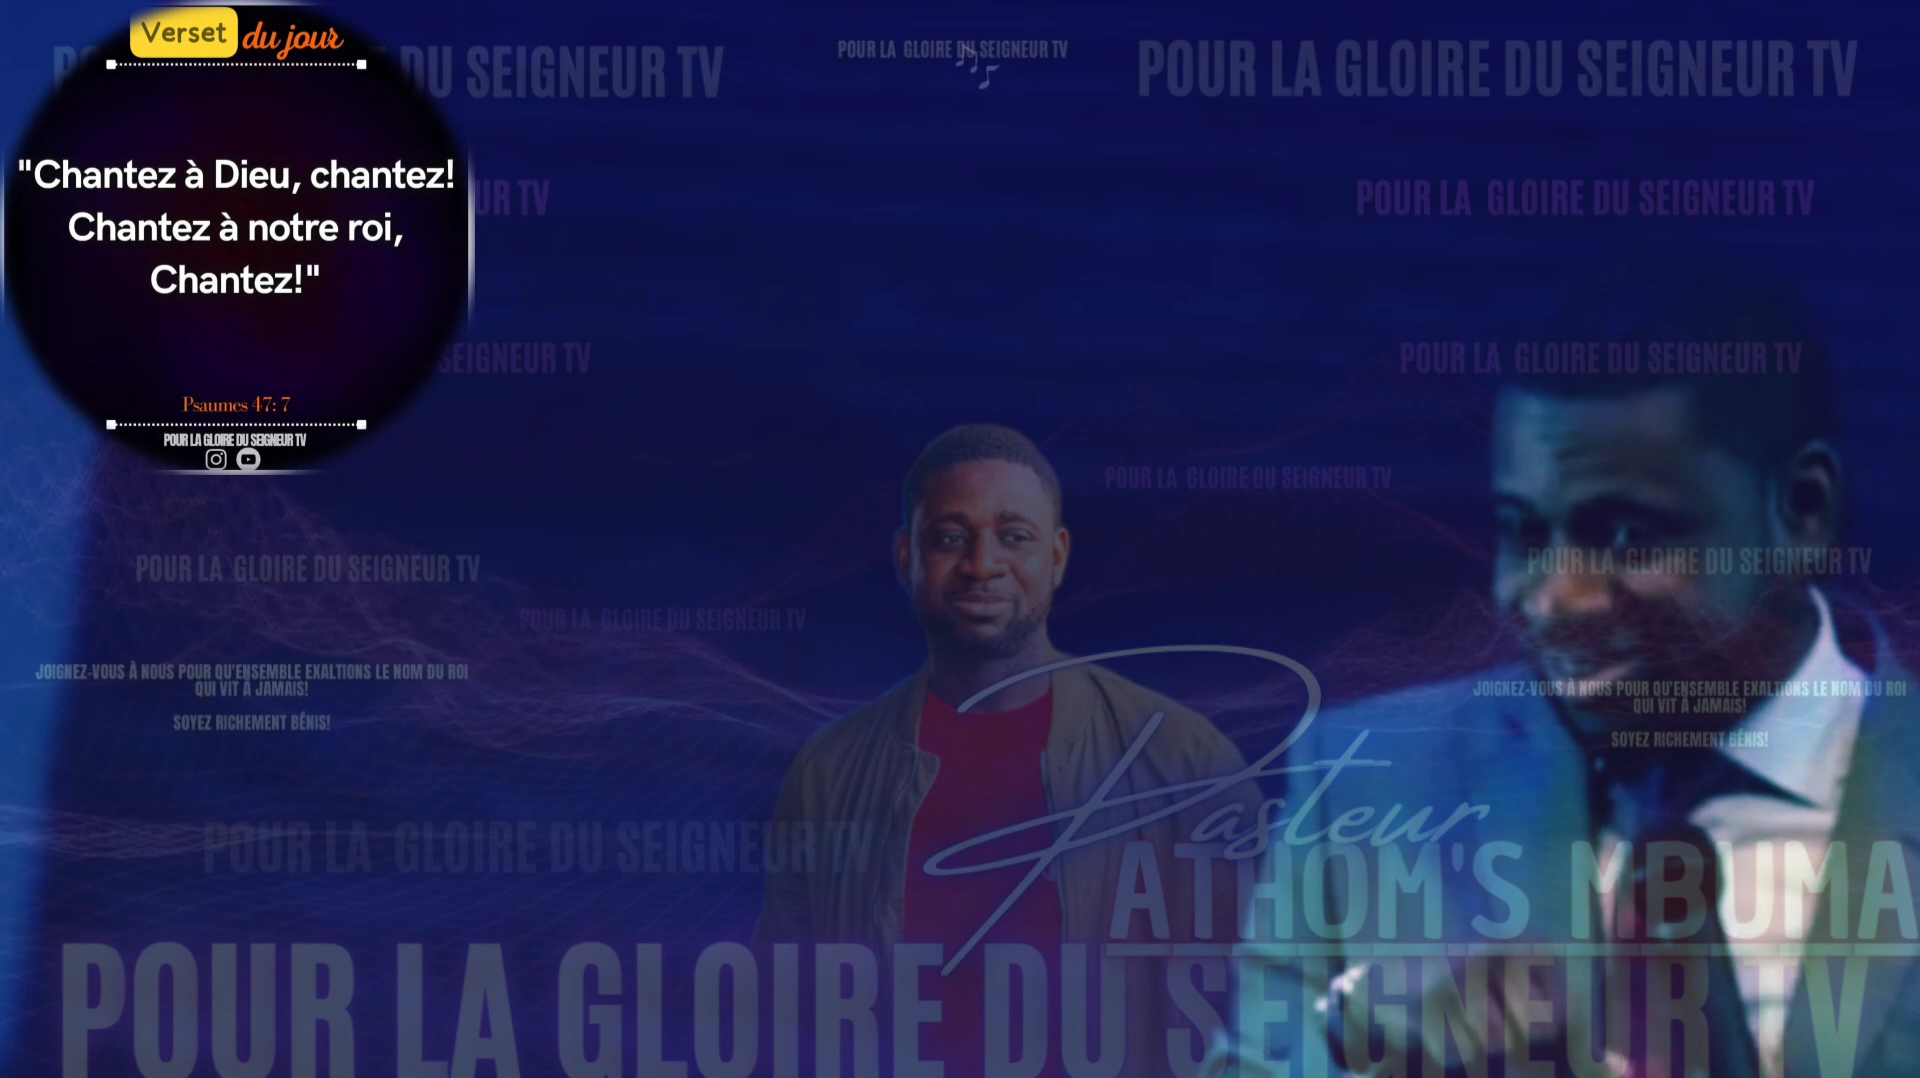 Verset du jour
DU SEIGNEUR TV
POUR LA GLOIRE DU SEIGNEUR TV
POUR LA GLOIRE DU SEIGNEUR TV
"Chantez à Dieu, chantez!
Chantez à notre roi,
Chantez!"
UR TV
POUR LA GLOIRE DU SEIGNEUR TV
SEIGNEUR TV
POUR LA GLOIRE DU SEIGNEUR TV
Psaumes 47: 7
POUR LA GLOIRE DU SEIGNEUR TV
POUR LA GLOIRE DU SEIGNEUR TV
POUR LA GLOIRE DU SEIGNEUR TV
POUR LA GLOIRE DU SEIGNEUR TV
POUR LA GLOIRE DU SEIGNEUR TV
JOIGNEZ-VOUS À NOUS POUR QU'ENSEMBLE EXALTIONS LE NOM DU ROI
QUI VIT À JAMAIS!
SOYEZ RICHEMENT BÉNIS!
JOIGNEZ-VOUS À NOUS POUR QU'ENSEMBLE EXALTIONS LE NOM DU ROI
QUI VIT À JAMAIS!
SOYEZ RICHEMENT BÉNIS!
Pasteur
POUR LA GLOIRE DU SEIGNEUR TV
ATHOM'S MBUMA
POUR LA GLOIRE DU SEIGNEUR TV